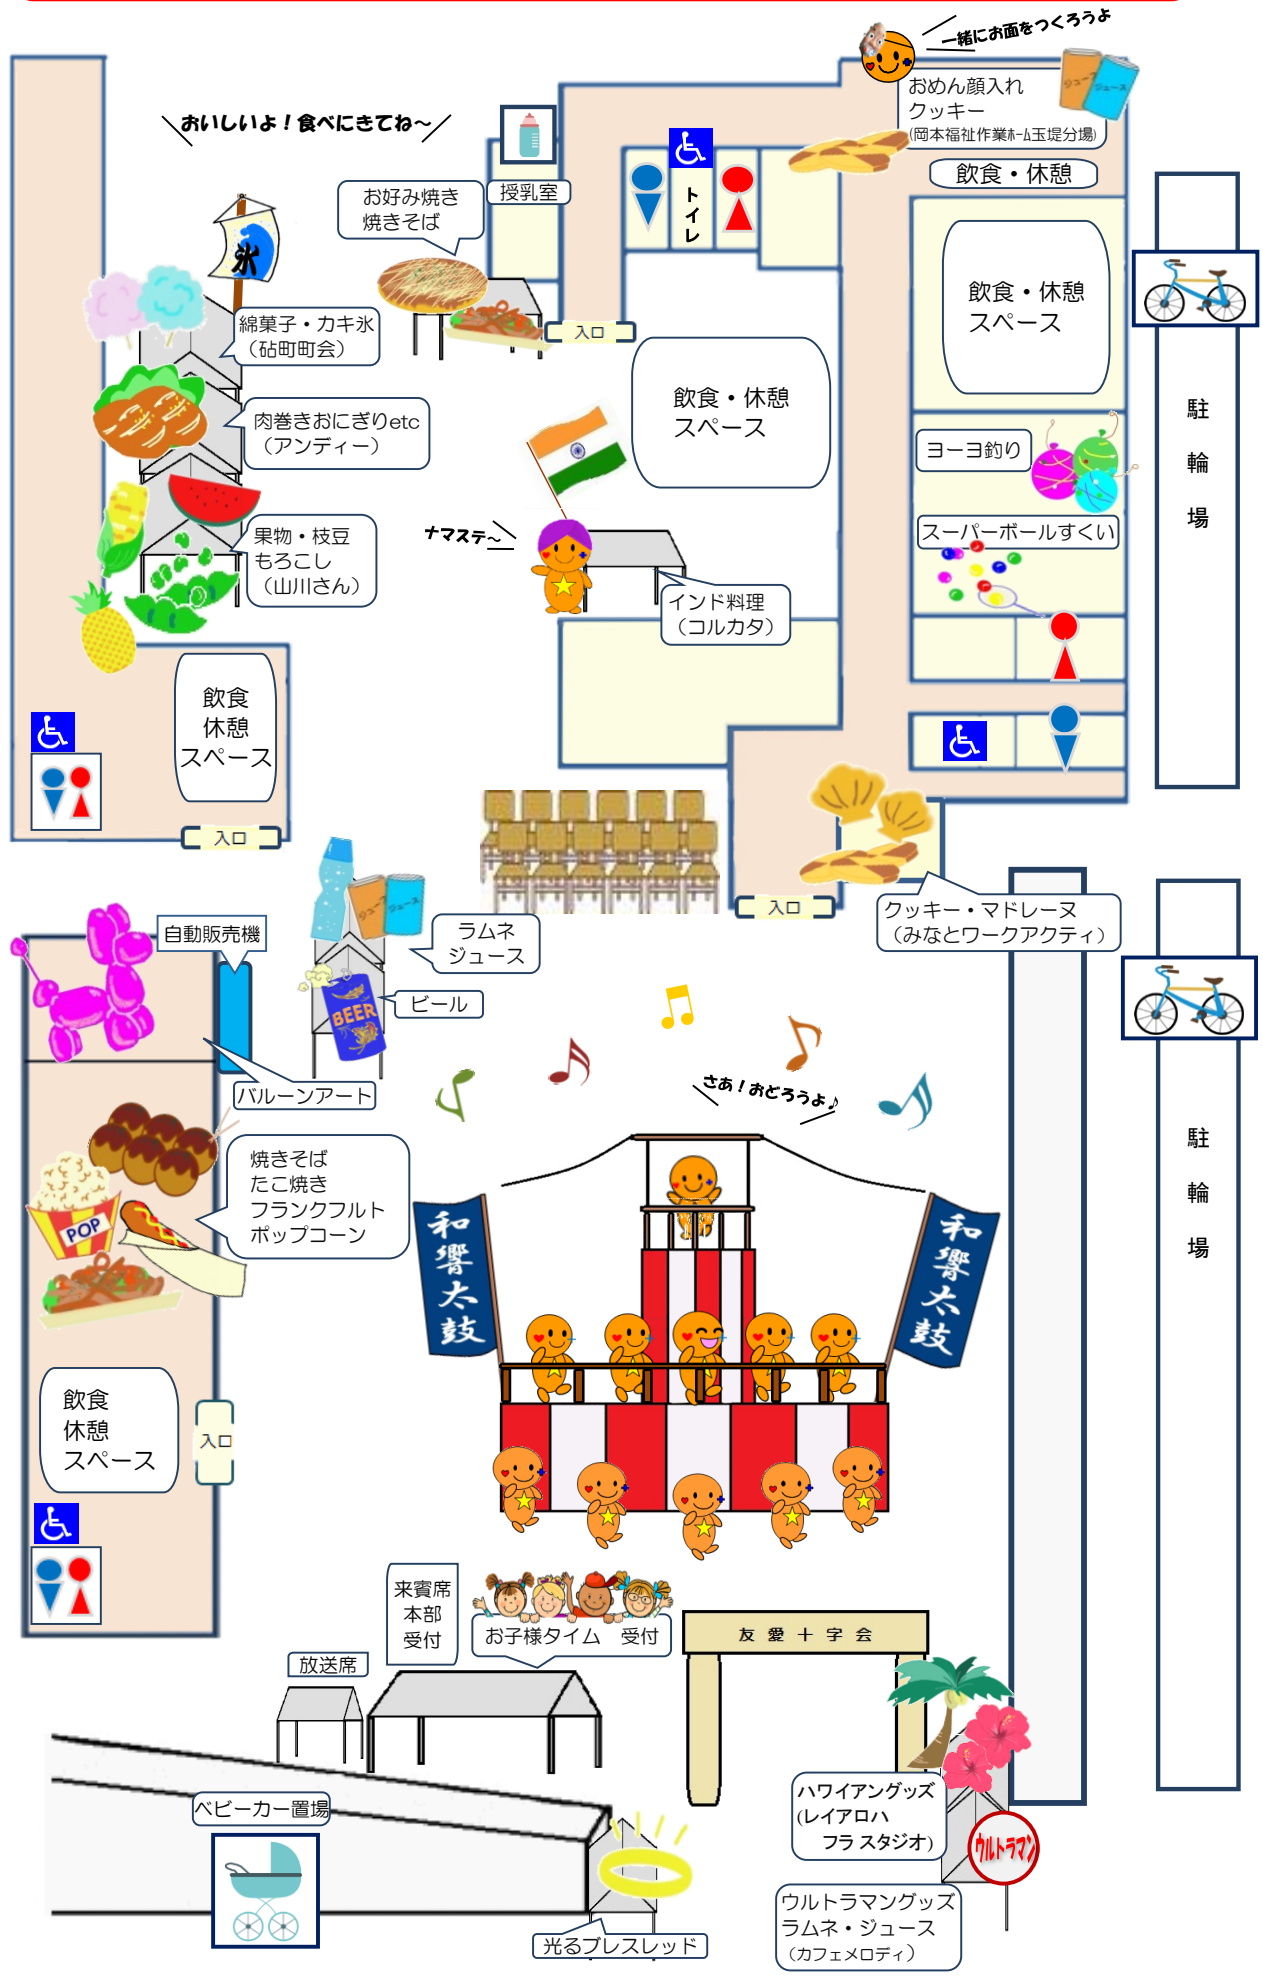 一緒にお面をつくろうよ
おめん顔入れ
クッキー
(岡本福祉作業ホーム玉堤分場)
ジュース
ジュース
飲食・休憩
おいしいよ！食べにきてね～
授乳室
トイレ
お好み焼き
焼きそば
氷
入口
飲食・休憩
スペース
綿菓子・カキ氷
（砧町町会）
飲食・休憩
スペース
肉巻きおにぎりetc
（アンディー）
駐輪場
ヨーヨ釣り
スーパーボールすくい
ナマステ～
果物・枝豆
もろこし
（山川さん）
インド料理
（コルカタ）
飲食
休憩
スペース
入口
入口
クッキー・マドレーヌ
（みなとワークアクティ）
自動販売機
ジュース
ジュース
ラムネ
ジュース
ビール
BEER
バルーンアート
さあ！おどろうよ♪
駐輪場
焼きそば
たこ焼き
フランクフルト
ポップコーン
POP
和響太鼓
和響太鼓
飲食
休憩
スペース
入口
来賓席
本部
受付
お子様タイム　受付
友愛十字会
放送席
ベビーカー置場
ハワイアングッズ
(レイアロハ
フラ スタジオ)
ウルトラマン
ウルトラマングッズ
ラムネ・ジュース
（カフェメロディ）
光るブレスレッド